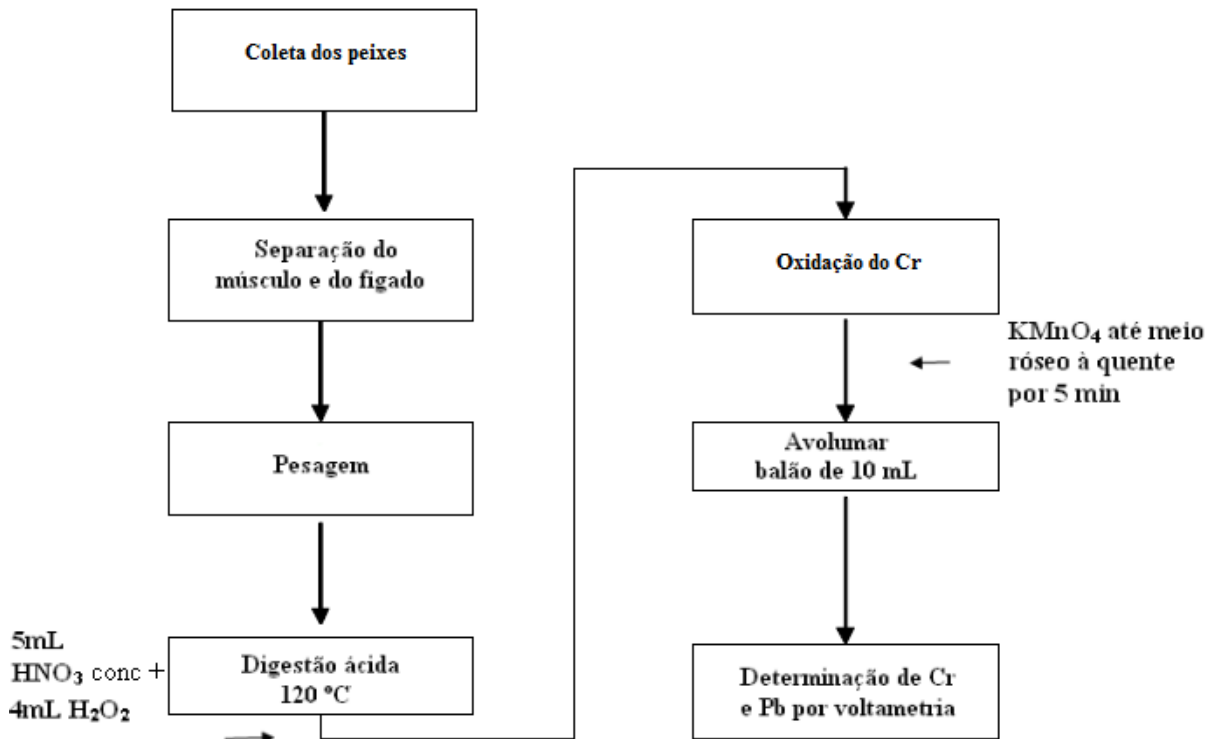 Coleta dos peixes
Separação do
músculo e do fígado
Pesagem
5mL
HNO₃ conc +
4mL H₂O₂
Digestão ácida
120 ºC
Oxidação do Cr
KMnO₄ até meio
róseo à quente
por 5 min
Avolumar
balão de 10 mL
Determinação de Cr
e Pb por voltametria